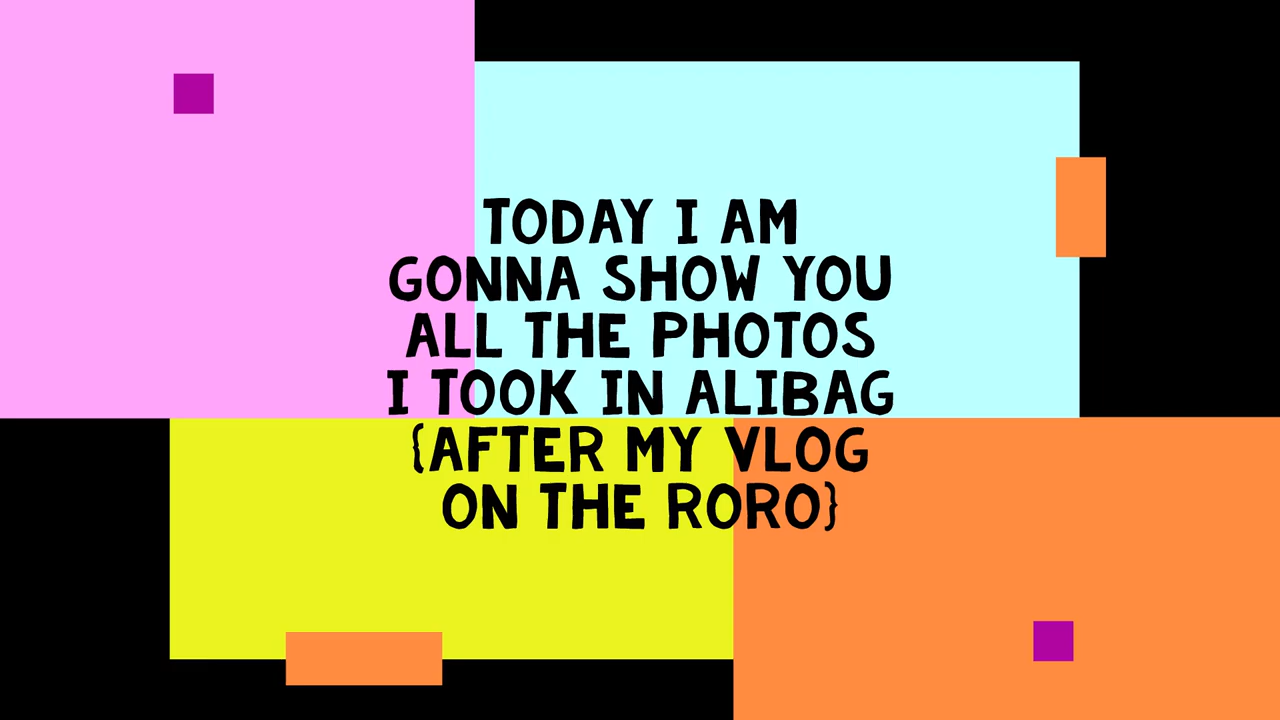 TODAY I AM
GONNA SHOW YOU
ALL THE PHOTOS
I TOOK IN ALIBAG
{AFTER MY VLOG
ON THE RORO}